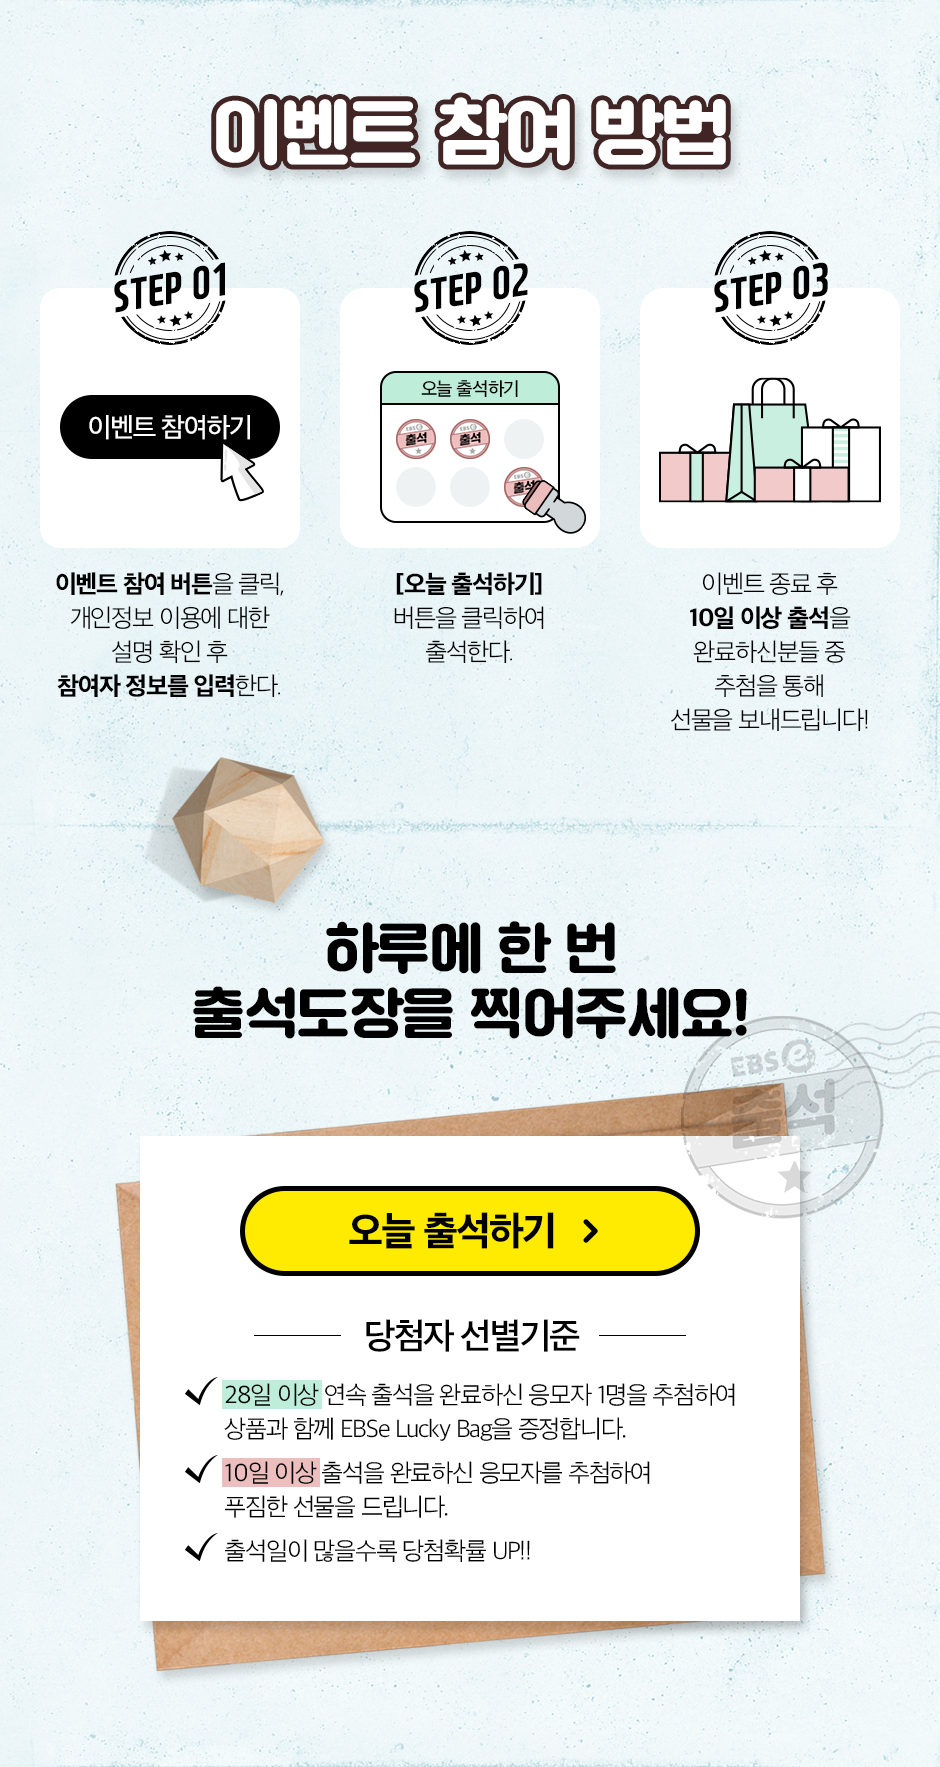 이벤트 참여 방법
STEP 01
이벤트 참여하기
이벤트 참여 버튼을 클릭,
개인정보 이용에 대한
설명 확인 후
참여자 정보를 입력한다.
STEP 02
오늘 출석하기
EBSe
출석
EBSe
출석
EBSe
출석
[오늘 출석하기]
버튼을 클릭하여
출석한다.
STEP 03
이벤트 종료 후
10일 이상 출석을
완료하신분들 중
추첨을 통해
선물을 보내드립니다!
하루에 한 번
출석도장을 찍어주세요!
EBSe
출석
오늘 출석하기 >
당첨자 선별기준
28일 이상 연속 출석을 완료하신 응모자 1명을 추첨하여
상품과 함께 EBSe Lucky Bag을 증정합니다.
10일 이상 출석을 완료하신 응모자를 추첨하여
푸짐한 선물을 드립니다.
출석일이 많을수록 당첨확률 UP!!